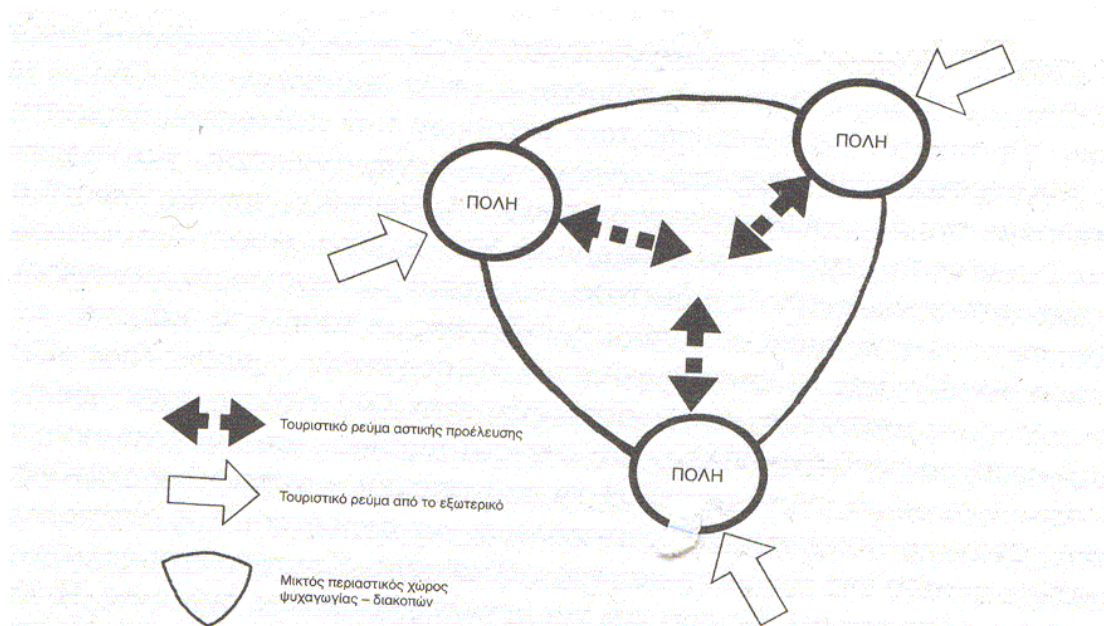 ΠΟΛΗ
ΠΟΛΗ
ΠΟΛΗ
Τουριστικό ρεύμα αστικής προέλευσης
Τουριστικό ρεύμα από το εξωτερικό
Μικτός περιαστικός χώρος
ψυχαγωγίας – διακοπών